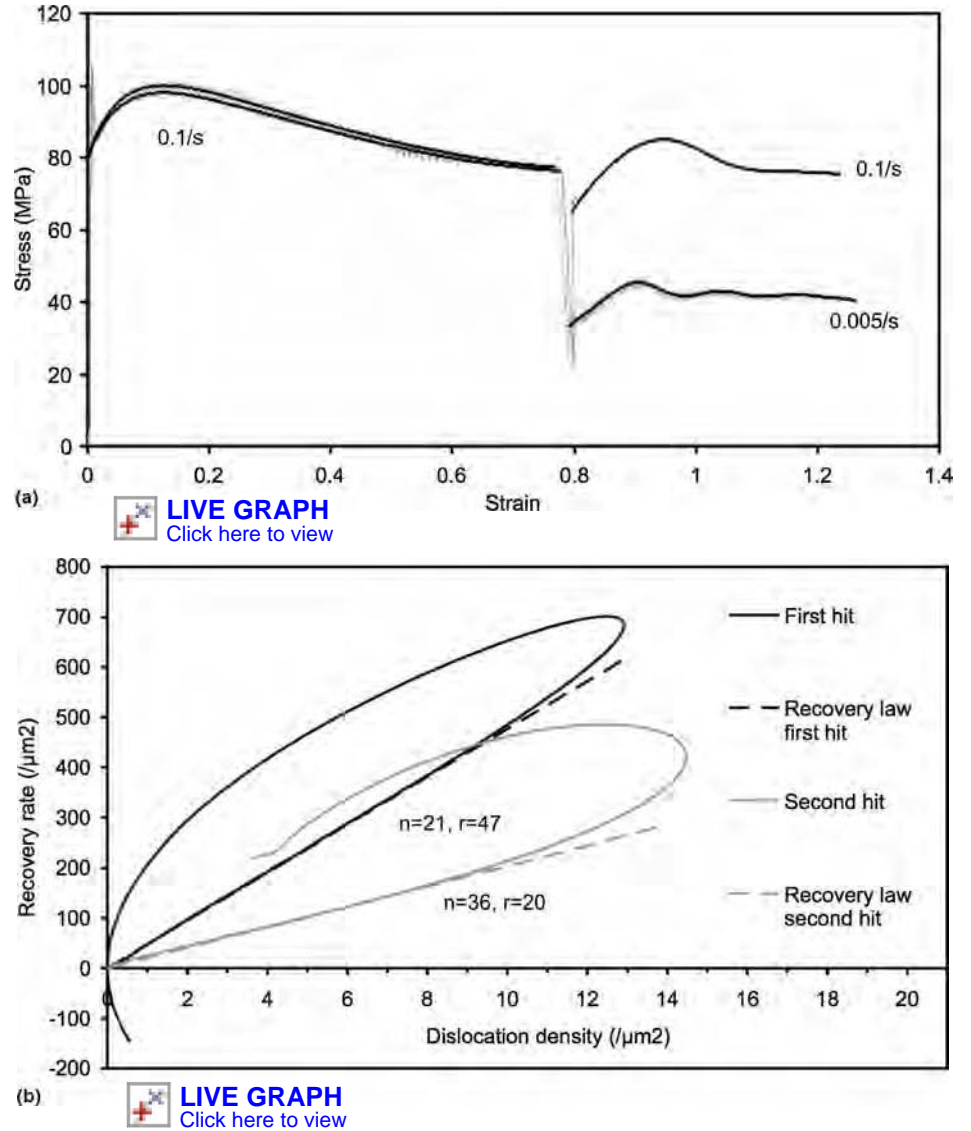 120
100
80
60
40
20
0
Stress (MPa)
0.1/s
0.1/s
0.005/s
0 0.2 0.4 0.6 0.8 1 1.2 1.4
Strain
(a)
LIVE GRAPH
Click here to view
800
700
600
500
400
300
200
100
0
-100
-200
Recovery rate (/µm2)
First hit
Recovery law
first hit
Second hit
Recovery law
second hit
n=21, r=47
n=36, r=20
0 2 4 6 8 10 12 14 16 18 20
Dislocation density (/µm2)
(b)
LIVE GRAPH
Click here to view